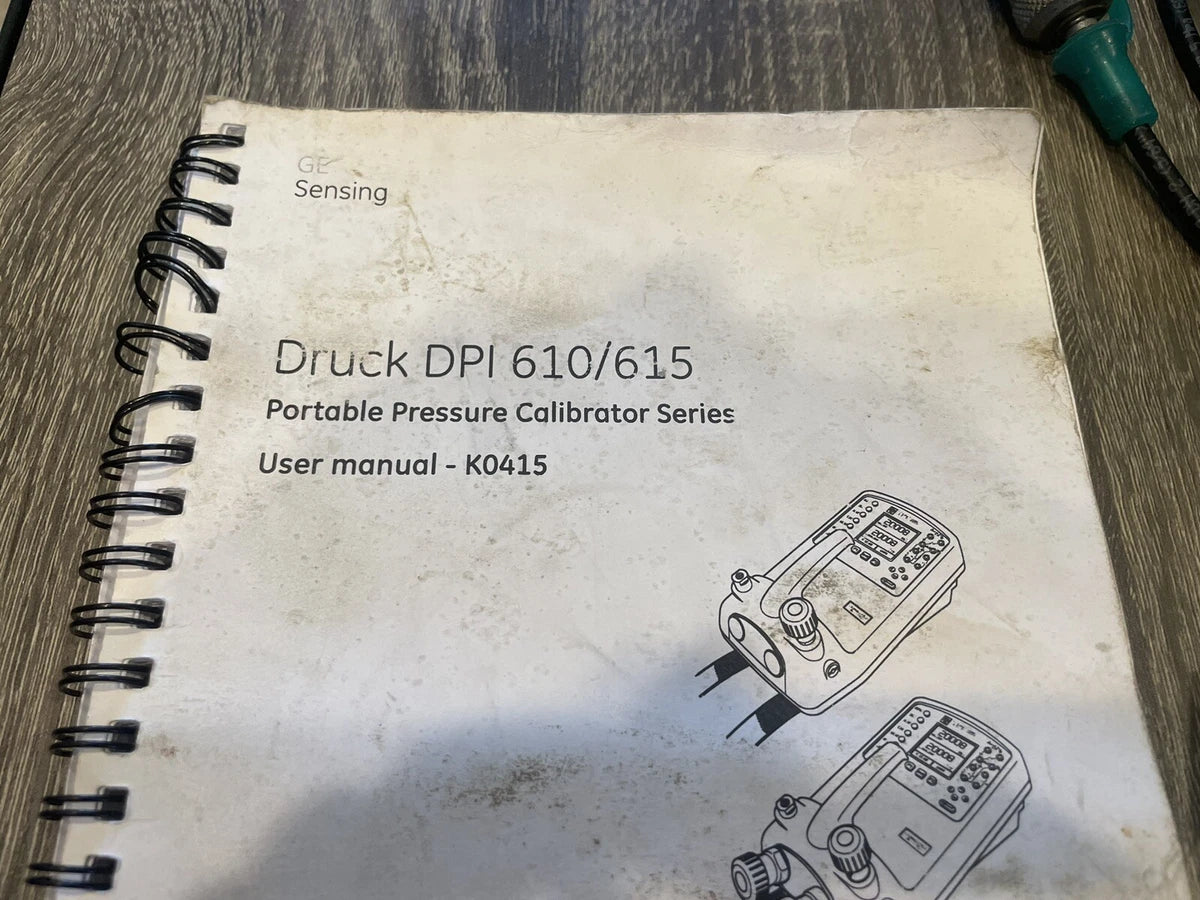 GE
Sensing
Druck DPI 610/615
Portable Pressure Calibrator Series
User manual - K0415